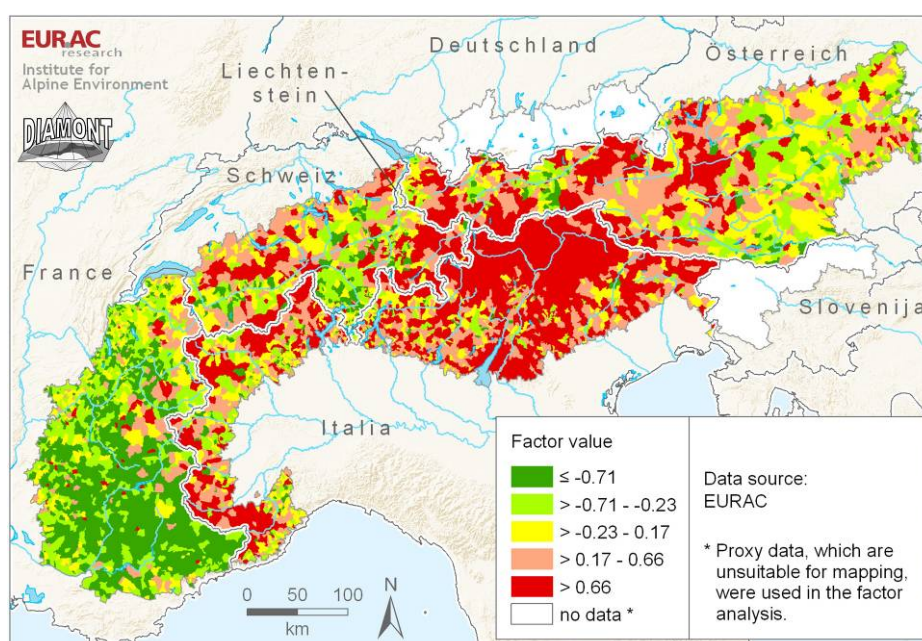 EURAC
research
Institute for
Alpine Environment
DIAMONT
Deutschland
Österreich
Liechten-
stein
Schweiz
France
Slovenija
Italia
Factor value
≤ -0.71
> -0.71 - -0.23
> -0.23 - 0.17
> 0.17 - 0.66
> 0.66
no data *
Data source:
EURAC
* Proxy data, which are
unsuitable for mapping,
were used in the factor
analysis.
0 50 100
km
N